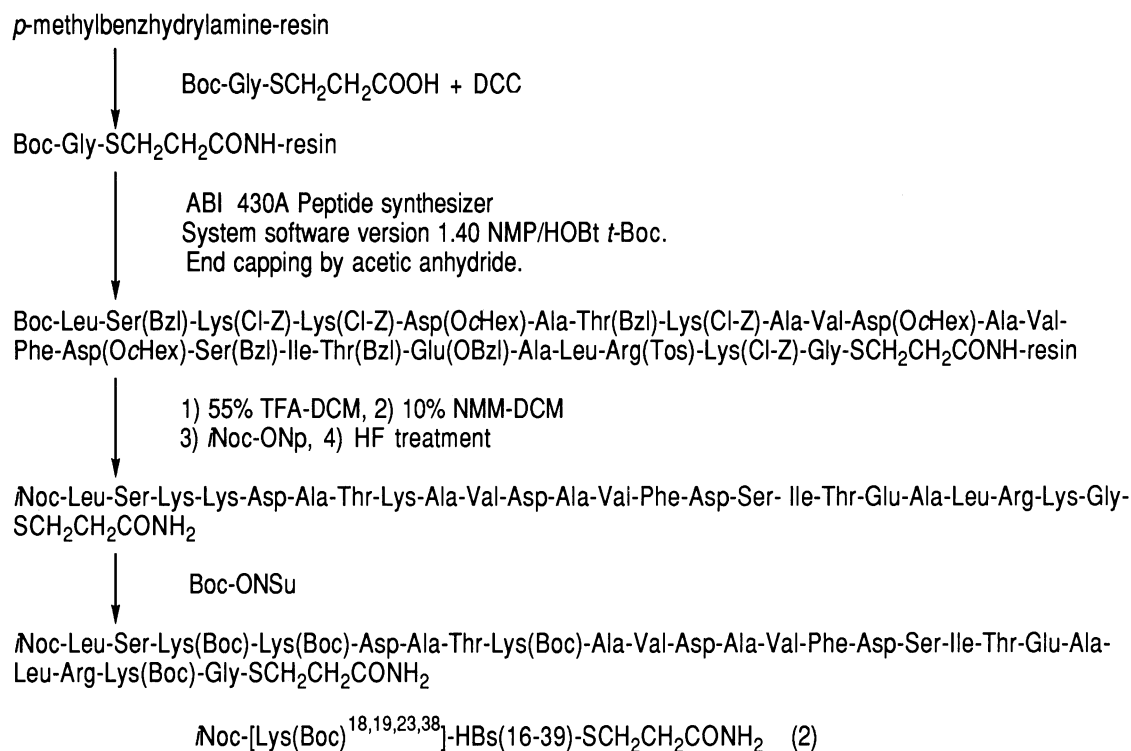 p-methylbenzhydrylamine-resin
Boc-Gly-SCH₂CH₂COOH + DCC
Boc-Gly-SCH₂CH₂CONH-resin
ABI 430A Peptide synthesizer
System software version 1.40 NMP/HOBt t-Boc.
End capping by acetic anhydride.
Boc-Leu-Ser(Bzl)-Lys(Cl-Z)-Lys(Cl-Z)-Asp(OcHex)-Ala-Thr(Bzl)-Lys(Cl-Z)-Ala-Val-Asp(OcHex)-Ala-Val-
Phe-Asp(OcHex)-Ser(Bzl)-Ile-Thr(Bzl)-Glu(OBzl)-Ala-Leu-Arg(Tos)-Lys(Cl-Z)-Gly-SCH₂CH₂CONH-resin
1) 55% TFA-DCM, 2) 10% NMM-DCM
3) iNoc-ONp, 4) HF treatment
iNoc-Leu-Ser-Lys-Lys-Asp-Ala-Thr-Lys-Ala-Val-Asp-Ala-Val-Phe-Asp-Ser- Ile-Thr-Glu-Ala-Leu-Arg-Lys-Gly-
SCH₂CH₂CONH₂
Boc-ONSu
iNoc-Leu-Ser-Lys(Boc)-Lys(Boc)-Asp-Ala-Thr-Lys(Boc)-Ala-Val-Asp-Ala-Val-Phe-Asp-Ser-Ile-Thr-Glu-Ala-
Leu-Arg-Lys(Boc)-Gly-SCH₂CH₂CONH₂
iNoc-[Lys(Boc)¹⁸,¹⁹,²³,³⁸]-HBs(16-39)-SCH₂CH₂CONH₂ (2)